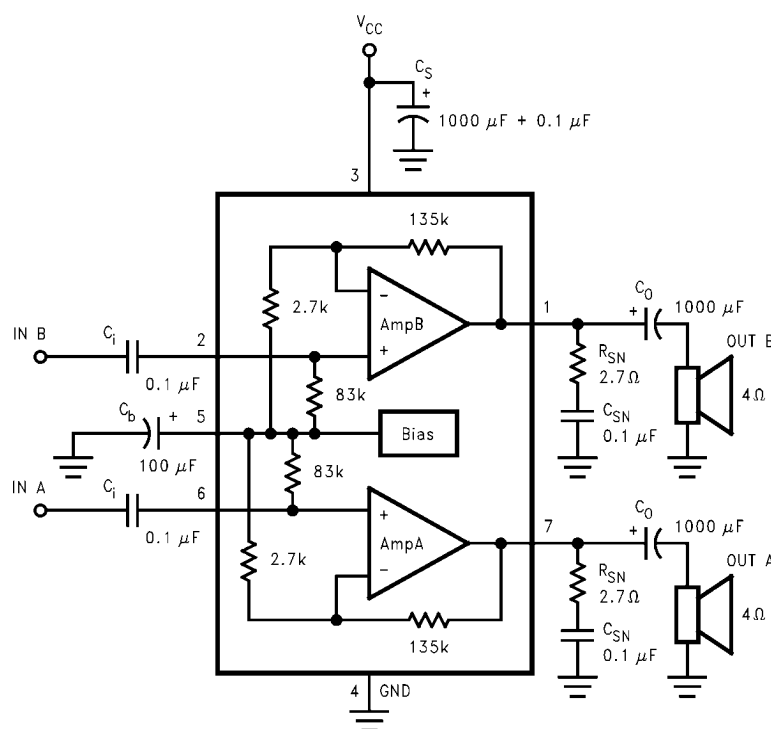 V_CC
C_S
+
1000 µF + 0.1 µF
3
135k
2.7k
−
AmpB
+
1
+
C_O
1000 µF
IN B
C_i
2
0.1 µF
83k
R_SN
2.7Ω
OUT B
4Ω
C_b
+
5
100 µF
Bias
C_SN
0.1 µF
IN A
C_i
6
0.1 µF
83k
+
AmpA
−
7
+
C_O
1000 µF
2.7k
135k
R_SN
2.7Ω
OUT A
4Ω
C_SN
0.1 µF
4
GND